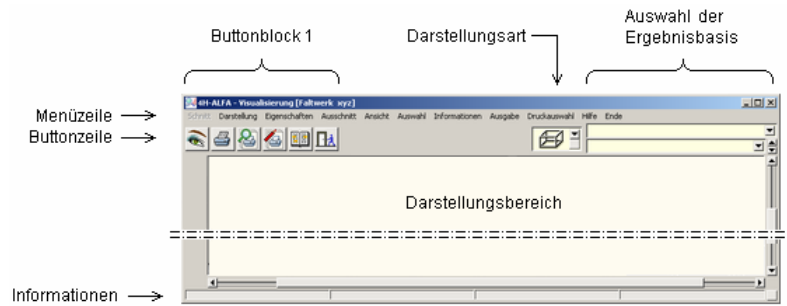 Auswahl der
Buttonblock 1
Darstellungsart
Ergebnisbasis
4H-ALFA - Visualisierung [Faltwerk xyz]
Menüzeile
Schnitt Darstellung Eigenschaften Ausschnitt Ansicht Auswahl Informationen Ausgabe Druckauswahl Hilfe Ende
Buttonzeile
Darstellungsbereich
Informationen